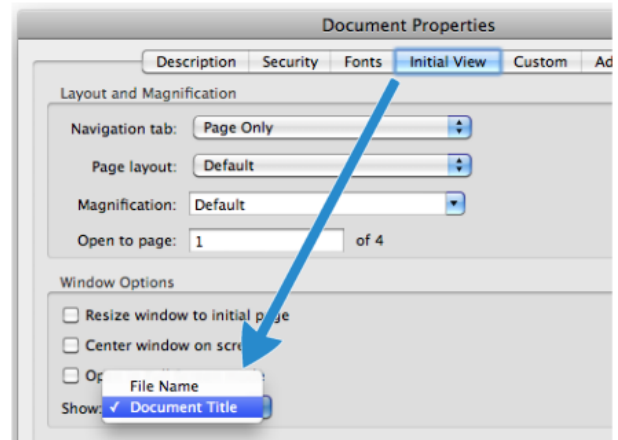 Document Properties
Description Security Fonts Initial View Custom Ad
Layout and Magnification
Navigation tab: Page Only
Page layout: Default
Magnification: Default
Open to page: 1 of 4
Window Options
Resize window to initial page
Center window on scre
Op
File Name
Show: ✓ Document Title